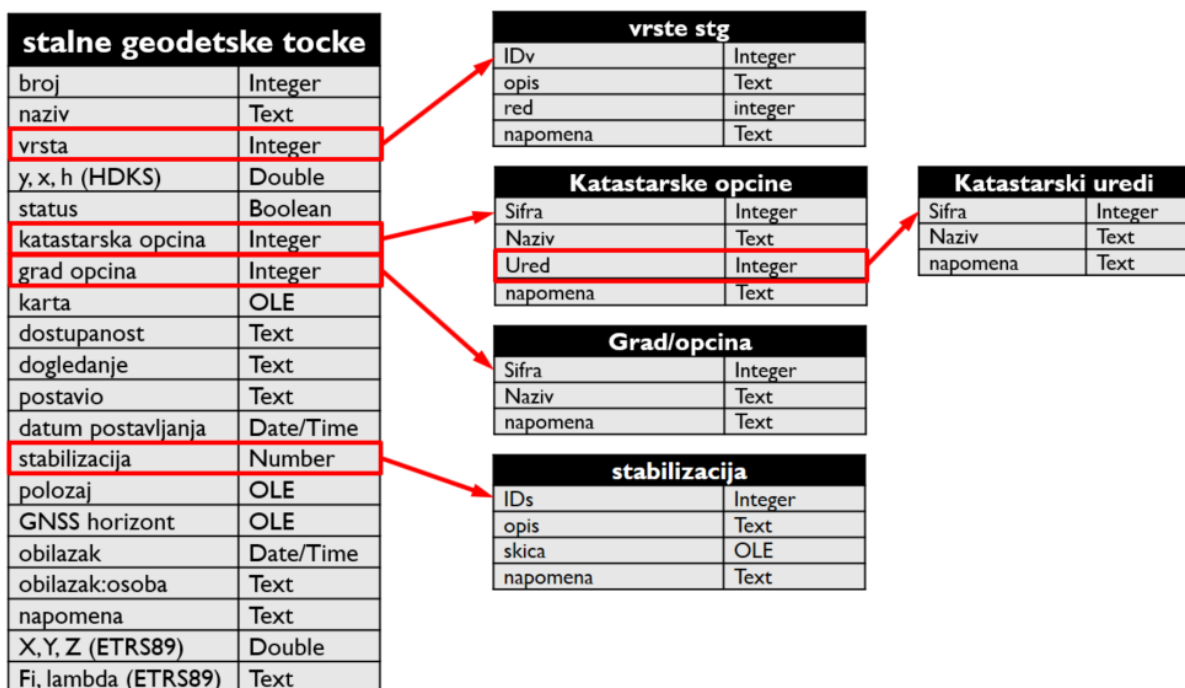 stalne geodetske tocke
broj Integer
naziv Text
vrsta Integer
y, x, h (HDKS) Double
status Boolean
katastarska opcina Integer
grad opcina Integer
karta OLE
dostupanost Text
dogledanje Text
postavio Text
datum postavljanja Date/Time
stabilizacija Number
polozaj OLE
GNSS horizont OLE
obilazak Date/Time
obilazak:osoba Text
napomena Text
X,Y, Z (ETRS89) Double
Fi, lambda (ETRS89) Text
vrste stg
IDv Integer
opis Text
red integer
napomena Text
Katastarske opcine
Sifra Integer
Naziv Text
Ured Integer
napomena Text
Katastarski uredi
Sifra Integer
Naziv Text
napomena Text
Grad/opcina
Sifra Integer
Naziv Text
napomena Text
stabilizacija
IDs Integer
opis Text
skica OLE
napomena Text